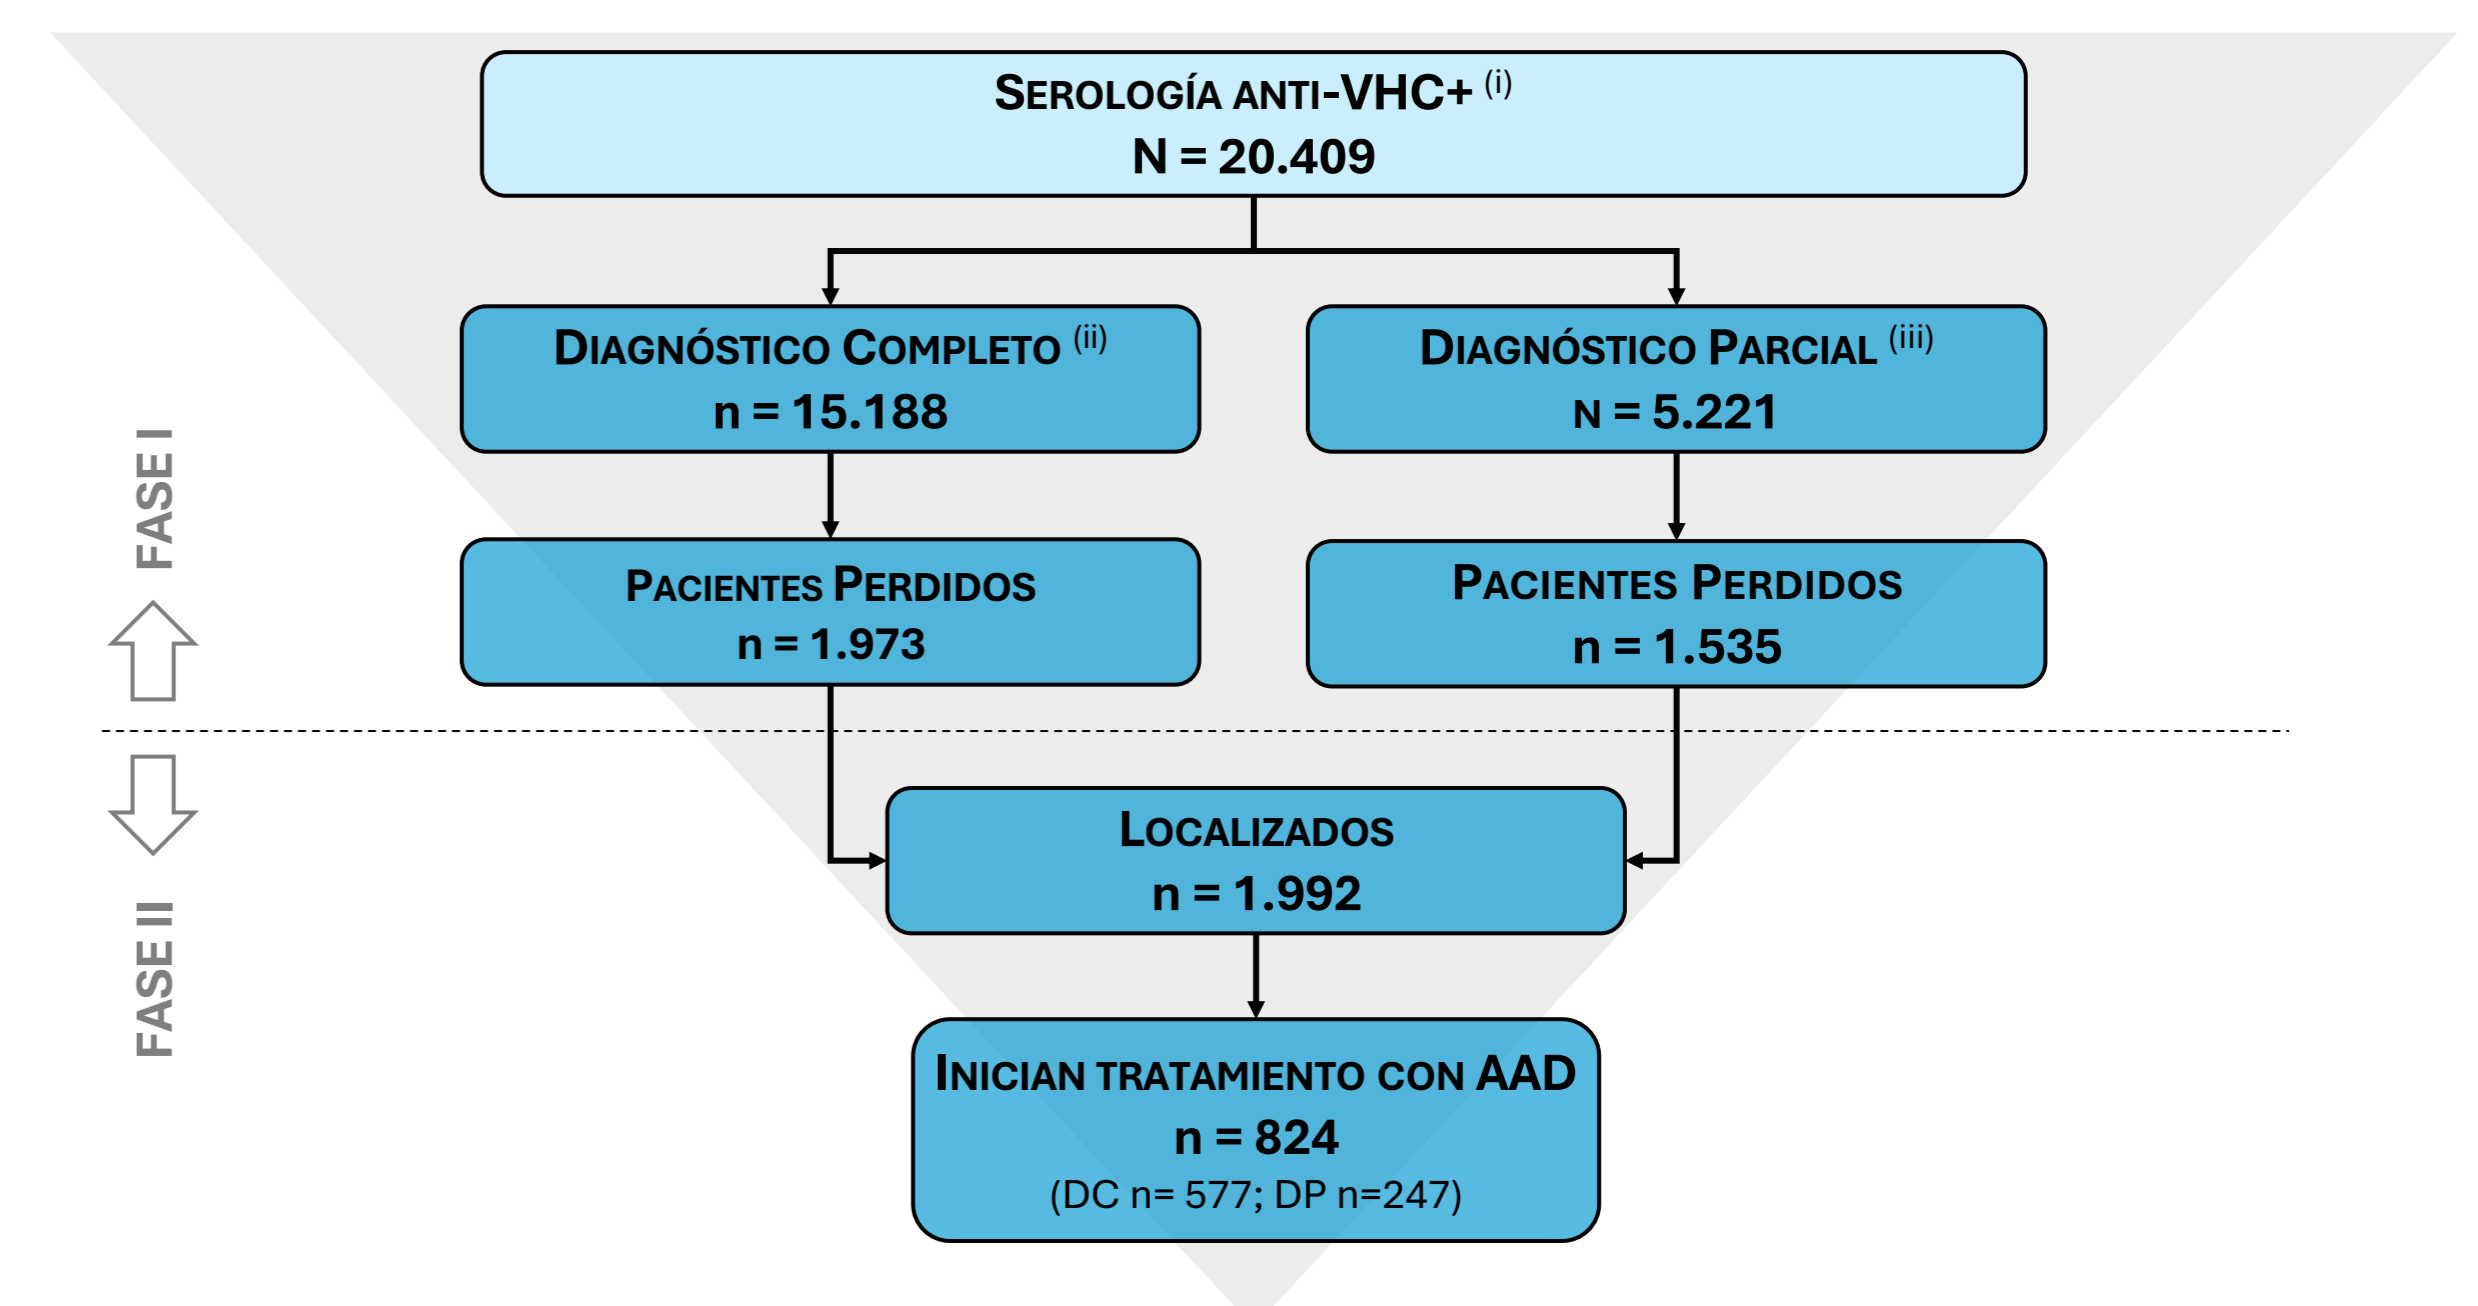 SEROLOGÍA ANTI-VHC+ (i)
N = 20.409
DIAGNÓSTICO COMPLETO (ii)
n = 15.188
DIAGNÓSTICO PARCIAL (iii)
N = 5.221
FASE I
PACIENTES PERDIDOS
n = 1.973
PACIENTES PERDIDOS
n = 1.535
FASE II
LOCALIZADOS
n = 1.992
INICIAN TRATAMIENTO CON AAD
n = 824
(DC n= 577; DP n=247)